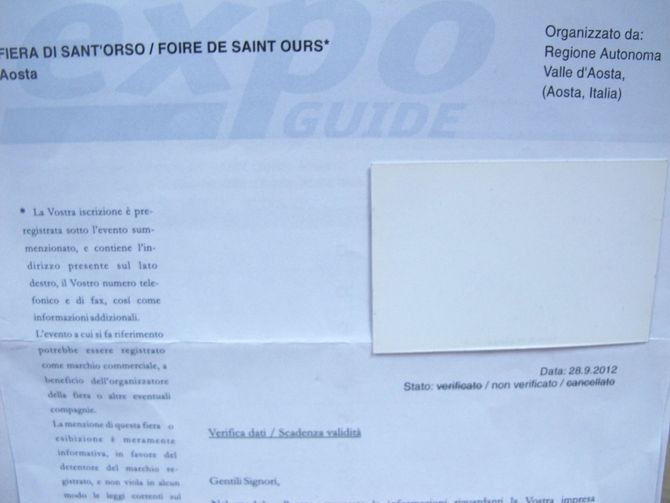 expo
GUIDE
FIERA DI SANT'ORSO / FOIRE DE SAINT OURS*
Aosta
Organizzato da:
Regione Autonoma
Valle d'Aosta,
(Aosta, Italia)
* La Vostra iscrizione è pre-
registrata sotto l'evento sum-
menzionato, e contiene l'in-
dirizzo presente sul lato
destro, il Vostro numero tele-
fonico e di fax, così come
informazioni addizionali.
L'evento a cui si fa riferimento
potrebbe essere registrato
come marchio commerciale, a
beneficio dell'organizzatore
della fiera o altre eventuali
compagnie.
La menzione di questa fiera o
esibizione è meramente
informativa, in favore del
detentore del marchio re-
gistrato, e non viola in alcun
modo le leggi correnti sul
Data: 28.9.2012
Stato: verificato / non verificato / cancellato
Verifica dati / Scadenza validità
Gentili Signori,
informazioni riguardanti la Vostra impresa